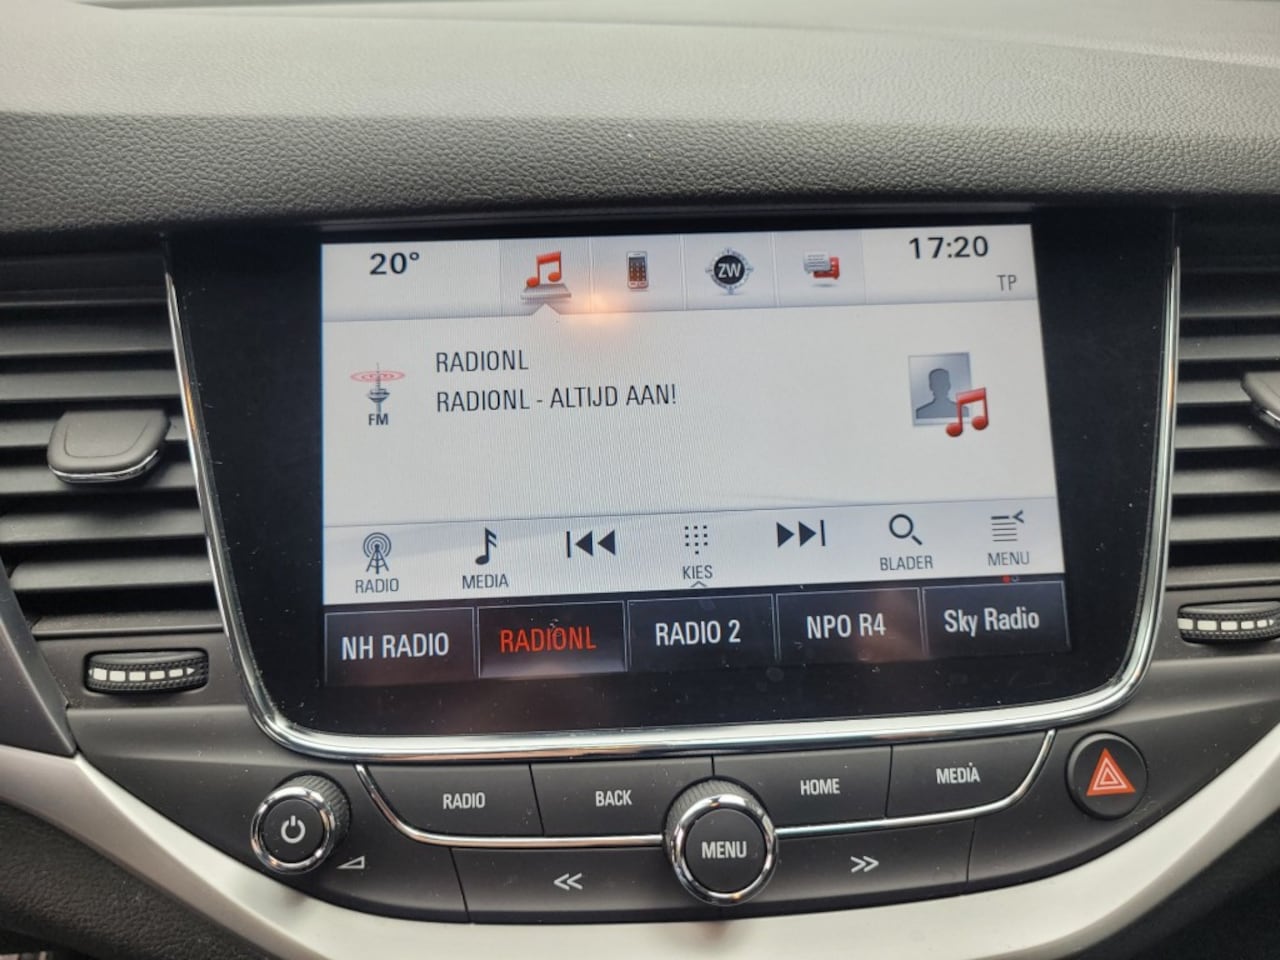 20°
ZW
17:20
TP
RADIONL
RADIONL - ALTIJD AAN!
FM
RADIO
MEDIA
KIES
BLADER
MENU
NH RADIO
RADIONL
RADIO 2
NPO R4
Sky Radio
RADIO
BACK
HOME
MEDIA
MENU